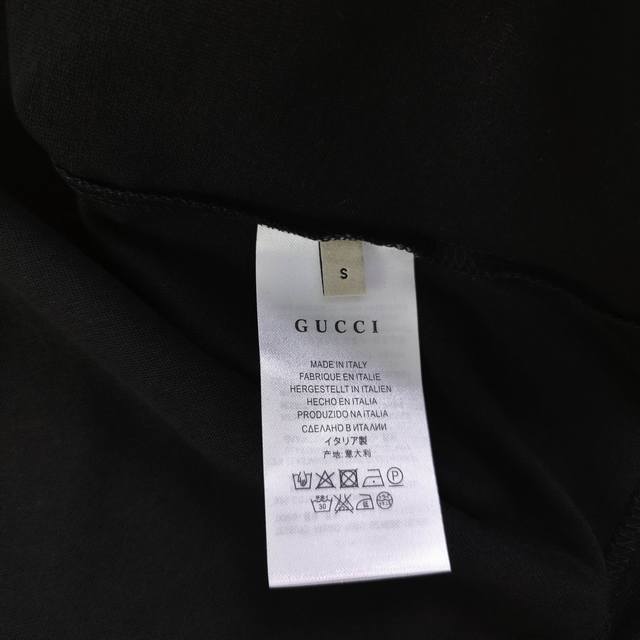 S
GUCCI
MADE IN ITALY
FABRIQUE EN ITALIE
HERGESTELLT IN ITALIEN
HECHO EN ITALIA
PRODUZIDO NA ITALIA
СДЕЛАНО В ИТАЛИИ
イタリア製
产地:意大利
P
30